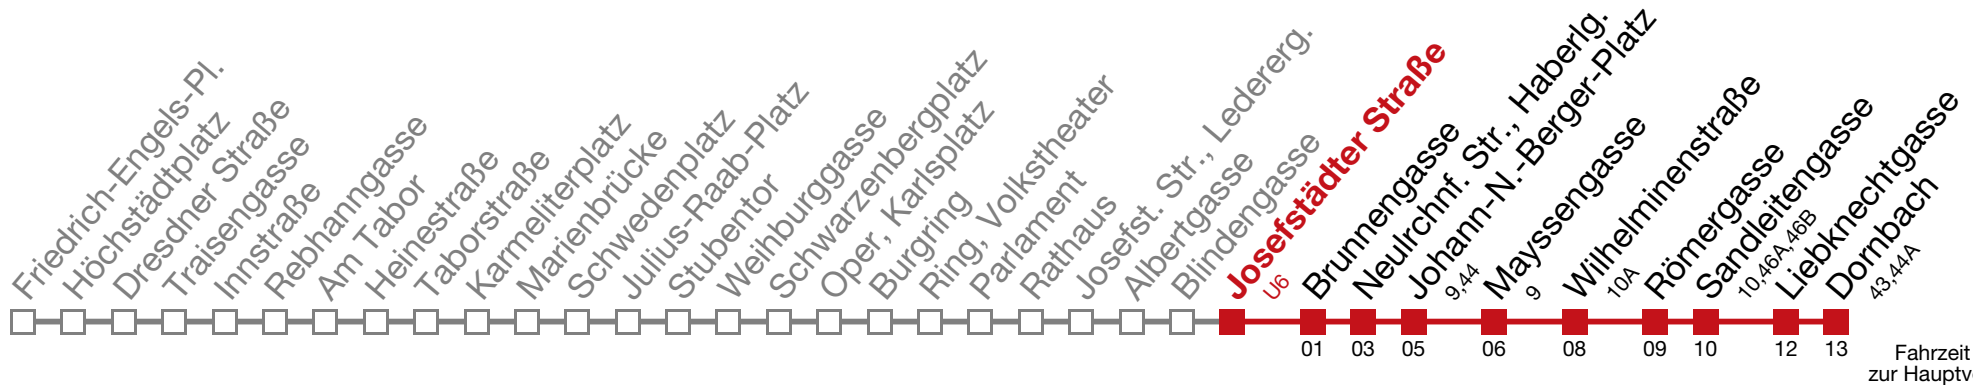 Friedrich-Engels-Pl.
Höchstädtplatz
Dresdner Straße
Traisengasse
Innstraße
Rebhanngasse
Am Tabor
Heinestraße
Taborstraße
Karmeliterplatz
Marienbrücke
Schwedenplatz
Julius-Raab-Platz
Stubentor
Weihburggasse
Schwarzenbergplatz
Oper, Karlsplatz
Burgring
Ring, Volkstheater
Parlament
Rathaus
Josefst. Str., Ledererg.
Albertgasse
Blindengasse
Josefstädter Straße
U6
Brunnengasse
Neulrchnf. Str., Haberlg.
Johann-N.-Berger-Platz
9,44
Mayssengasse
9
Wilhelminenstraße
10A
Römergasse
Sandleitengasse
10,46A,46B
Liebknechtgasse
Dornbach
43,44A
01 03 05 06 08 09 10 12 13
Fahrzeit
zur Hauptv